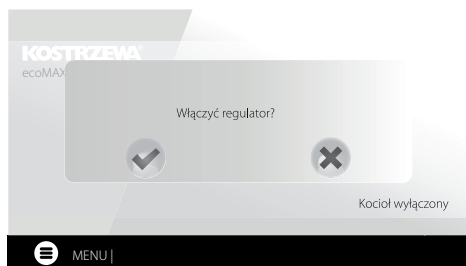 KOSTRZEWA
ecoMAX
Włączyć regulator?
Kocioł wyłączony
MENU |